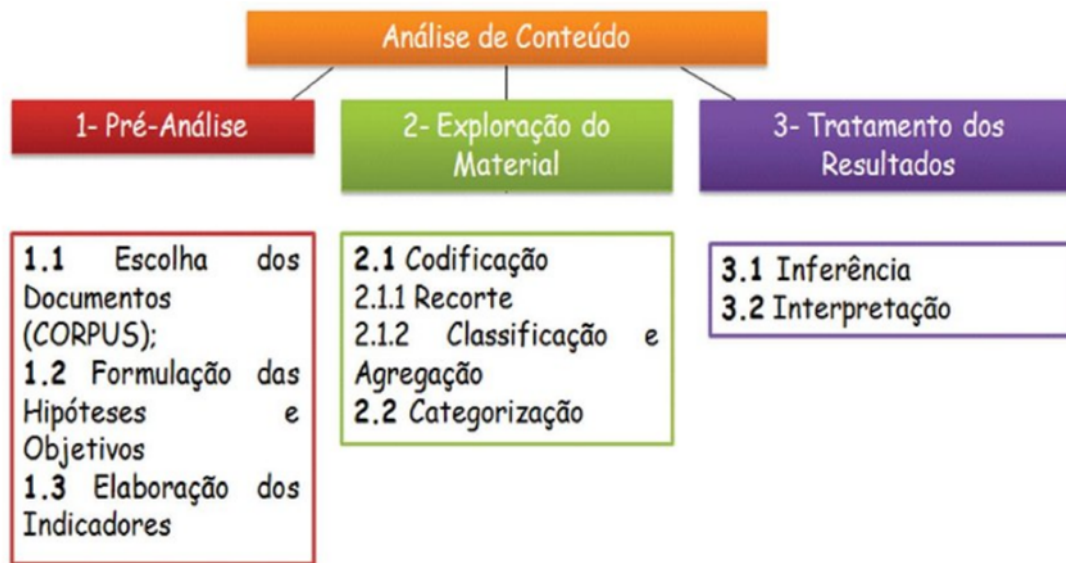 Análise de Conteúdo
1- Pré-Análise
2- Exploração do
Material
3- Tratamento dos
Resultados
1.1 Escolha dos
Documentos
(CORPUS);
1.2 Formulação das
Hipóteses e
Objetivos
1.3 Elaboração dos
Indicadores
2.1 Codificação
2.1.1 Recorte
2.1.2 Classificação e
Agregação
2.2 Categorização
3.1 Inferência
3.2 Interpretação